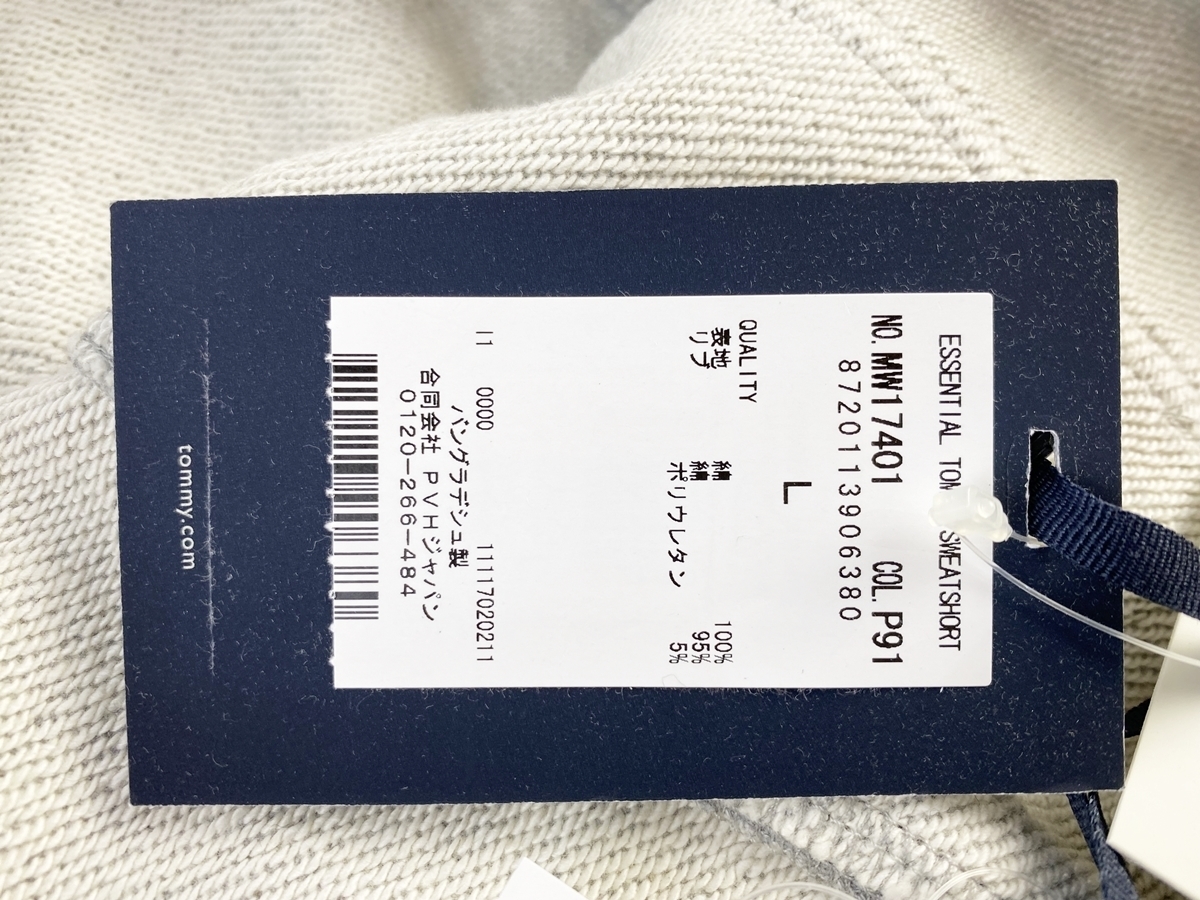 ESSENTIAL TOM SWEATSHORT
NO. MW17401 COL. P91
8720113906380
L
QUALITY
表地 綿 100%
リブ 綿 95%
ポリウレタン 5%
I1 0000 11117020211
バングラデシュ製
合同会社 PVHジャパン
0120-266-484
tommy.com